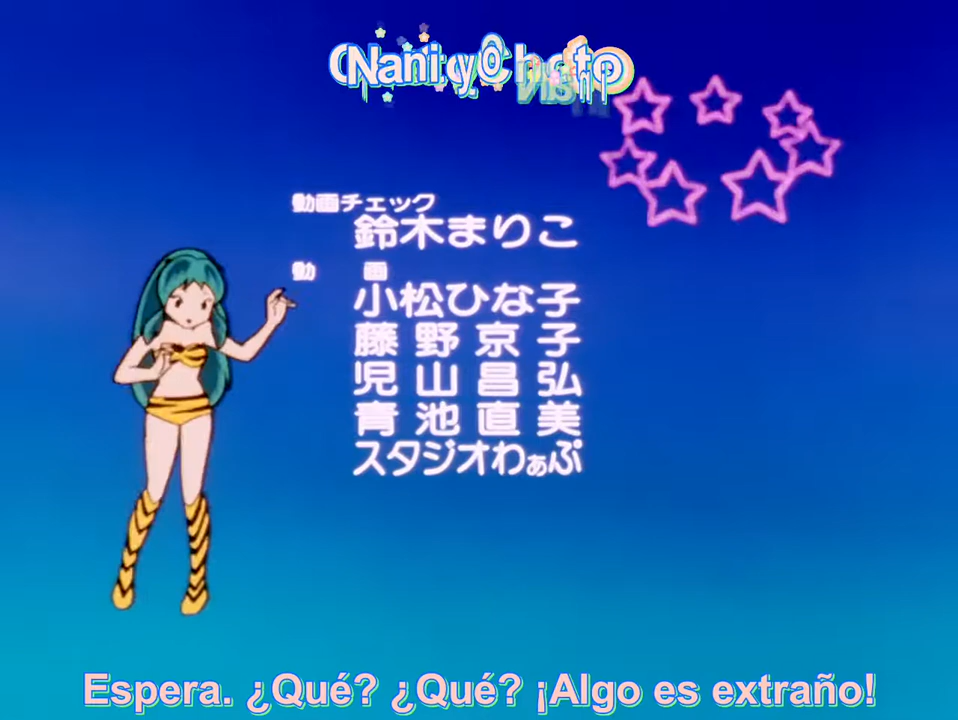 動画チェック
鈴木まりこ
動　画
小松ひな子
藤野京子
児山昌弘
青池直美
スタジオわぁぷ
Espera. ¿Qué? ¿Qué? ¡Algo es extraño!